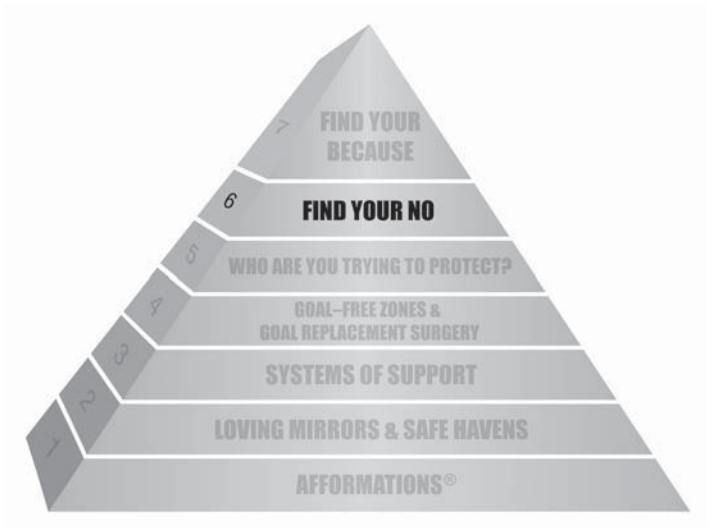 7 FIND YOUR
BECAUSE
6 FIND YOUR NO
5 WHO ARE YOU TRYING TO PROTECT?
4 GOAL–FREE ZONES &
GOAL REPLACEMENT SURGERY
3 SYSTEMS OF SUPPORT
2 LOVING MIRRORS & SAFE HAVENS
1 AFFORMATIONS®